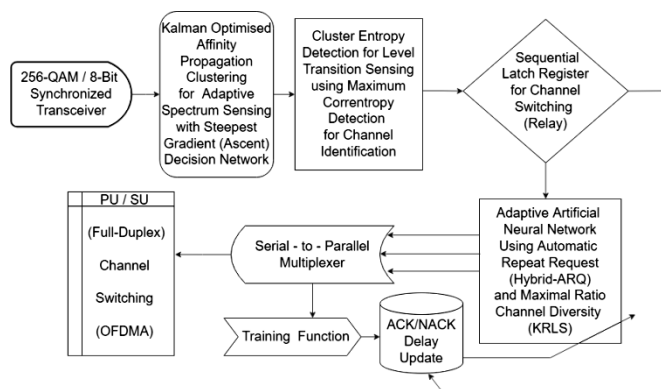 256-QAM / 8-Bit
Synchronized
Transceiver
Kalman Optimised
Affinity
Propagation
Clustering
for Adaptive
Spectrum Sensing
with Steepest
Gradient (Ascent)
Decision Network
Cluster Entropy
Detection for Level
Transition Sensing
using Maximum
Correntropy
Detection
for Channel
Identification
Sequential
Latch Register
for Channel
Switching
(Relay)
Adaptive Artificial
Neural Network
Using Automatic
Repeat Request
(Hybrid-ARQ)
and Maximal Ratio
Channel Diversity
(KRLS)
Serial - to - Parallel
Multiplexer
PU / SU
(Full-Duplex)
Channel
Switching
(OFDMA)
Training Function
ACK/NACK
Delay
Update